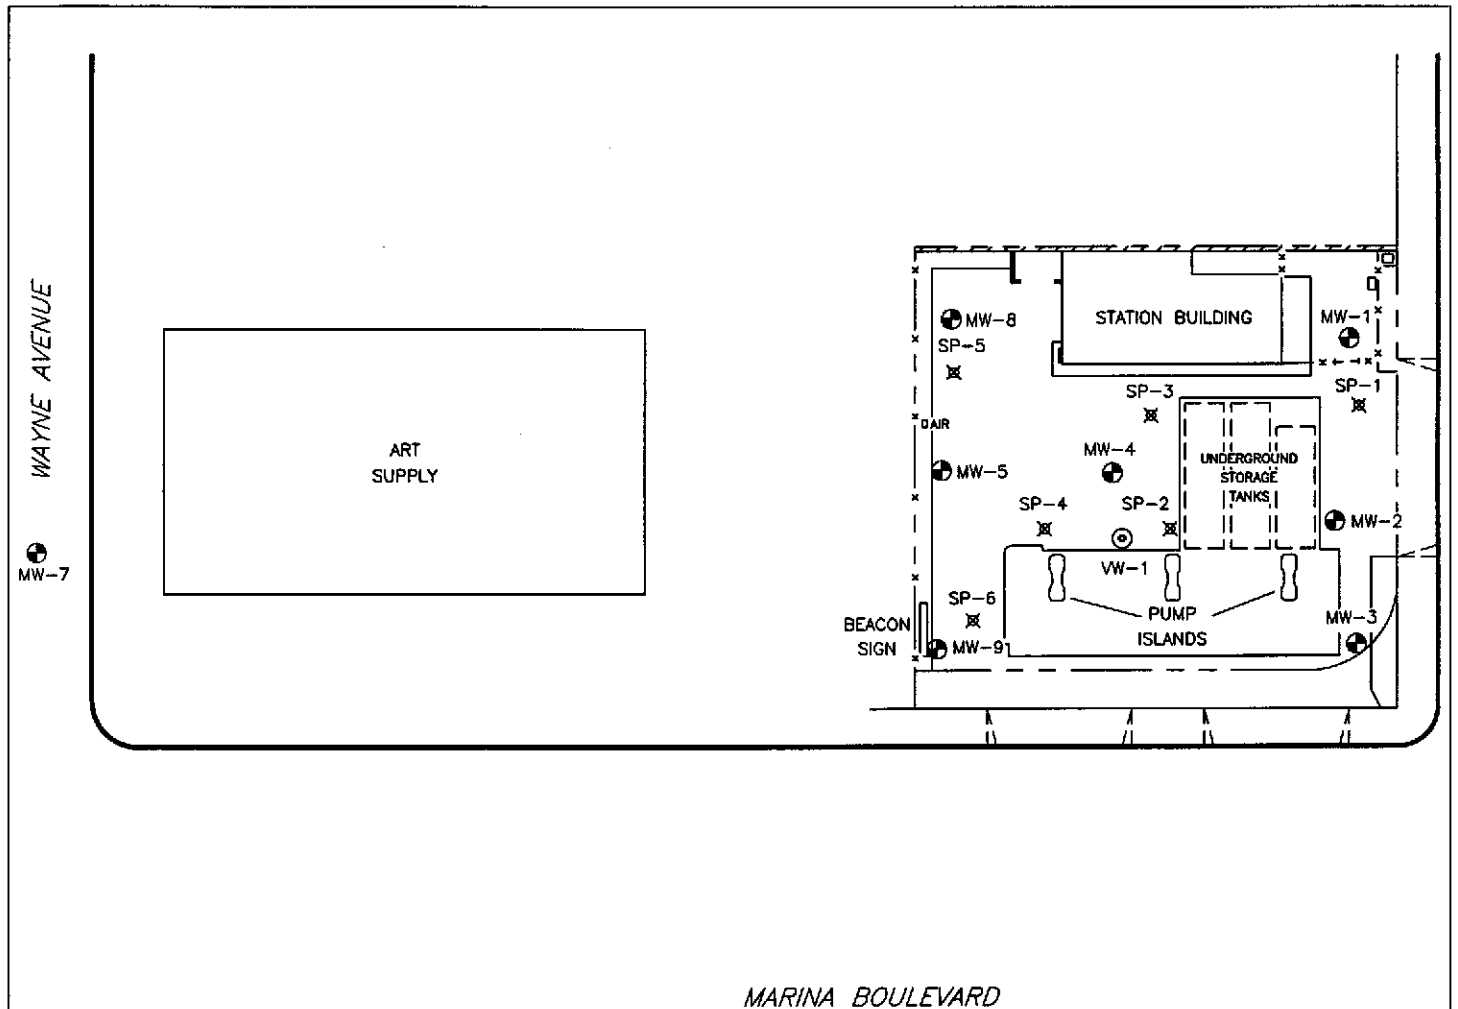 WAYNE AVENUE
MW-7
ART
SUPPLY
MW-8
SP-5
STATION BUILDING
MW-1
SP-3
SP-1
AIR
MW-5
MW-4
UNDERGROUND
STORAGE
TANKS
SP-4
SP-2
MW-2
VW-1
SP-6
PUMP
ISLANDS
MW-3
BEACON
SIGN
MW-9
MARINA BOULEVARD